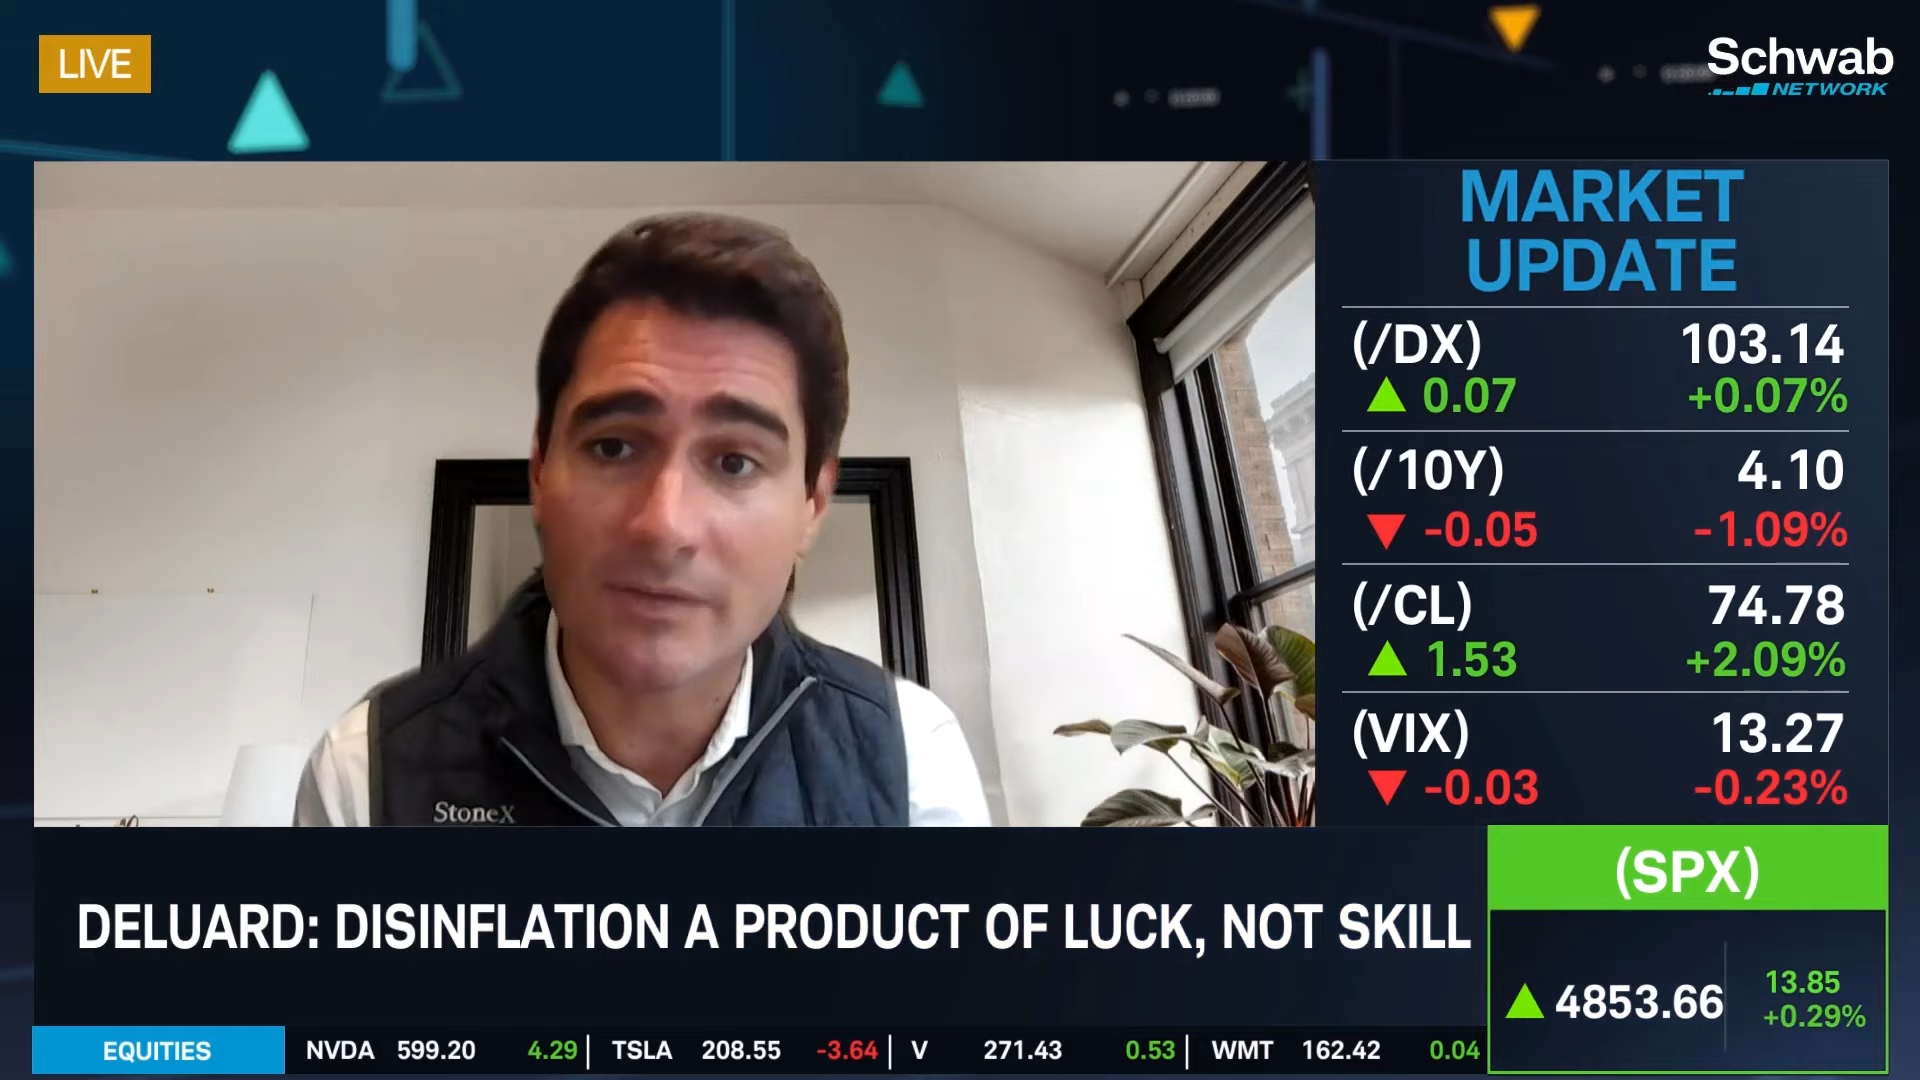 LIVE
Schwab
NETWORK
MARKET
UPDATE
(/DX) 103.14
▲ 0.07 +0.07%
(/10Y) 4.10
▼ -0.05 -1.09%
(/CL) 74.78
▲ 1.53 +2.09%
(VIX) 13.27
▼ -0.03 -0.23%
StoneX
DELUARD: DISINFLATION A PRODUCT OF LUCK, NOT SKILL
(SPX)
▲ 4853.66
13.85
+0.29%
EQUITIES
NVDA 599.20 4.29 | TSLA 208.55 -3.64 | V 271.43 0.53 | WMT 162.42 0.04